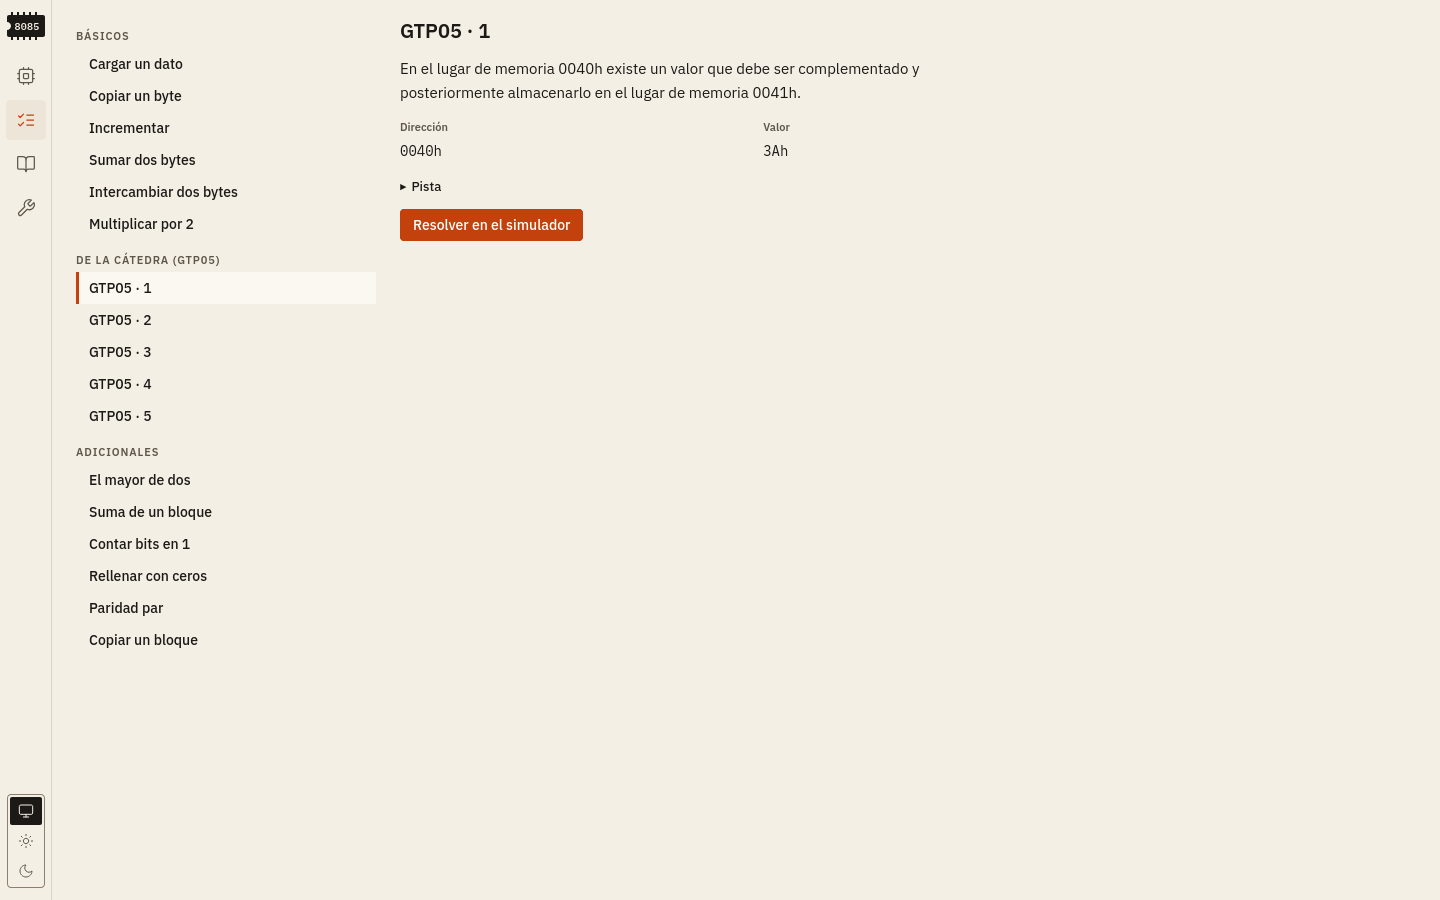 8085
BÁSICOS
Cargar un dato
Copiar un byte
Incrementar
Sumar dos bytes
Intercambiar dos bytes
Multiplicar por 2
DE LA CÁTEDRA (GTP05)
GTP05 · 1
GTP05 · 2
GTP05 · 3
GTP05 · 4
GTP05 · 5
ADICIONALES
El mayor de dos
Suma de un bloque
Contar bits en 1
Rellenar con ceros
Paridad par
Copiar un bloque
GTP05 · 1
En el lugar de memoria 0040h existe un valor que debe ser complementado y
posteriormente almacenarlo en el lugar de memoria 0041h.
Dirección Valor
0040h 3Ah
Pista
Resolver en el simulador